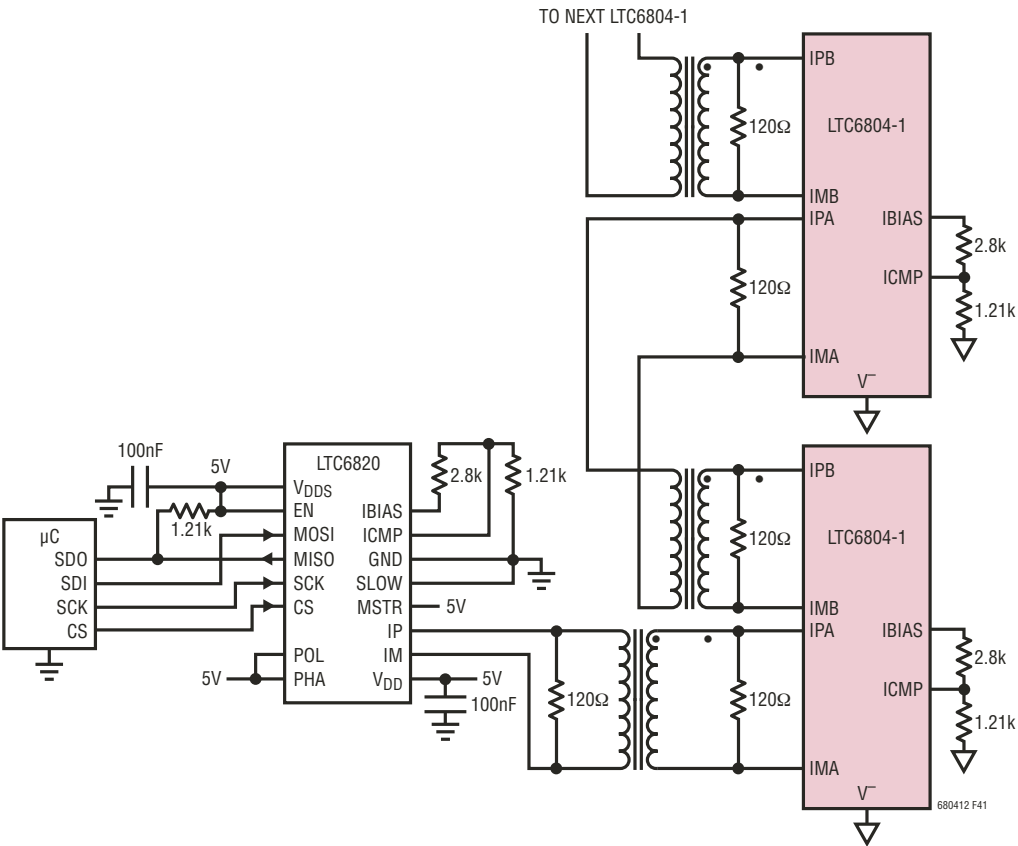 TO NEXT LTC6804-1
IPB
120Ω
LTC6804-1
IMB
IPA
IBIAS
2.8k
120Ω
ICMP
1.21k
IMA
V–
100nF
5V
LTC6820
VDDS
EN
1.21k
MOSI
MISO
SCK
CS
POL
PHA
5V
IBIAS
ICMP
GND
SLOW
MSTR
5V
IP
IM
VDD
5V
100nF
2.8k
1.21k
µC
SDO
SDI
SCK
CS
120Ω
IPB
120Ω
LTC6804-1
IMB
IPA
IBIAS
2.8k
120Ω
ICMP
1.21k
IMA
V–
680412 F41